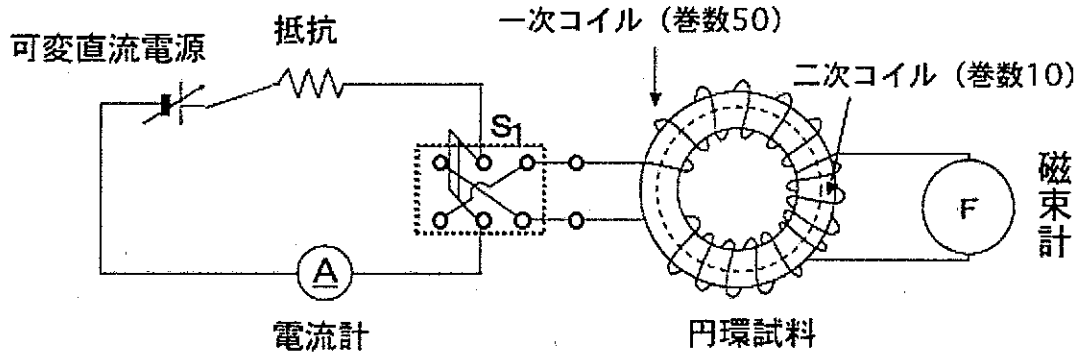 一次コイル（巻数50）
抵抗
可変直流電源
二次コイル（巻数10）
S1
磁束計
F
A
電流計
円環試料